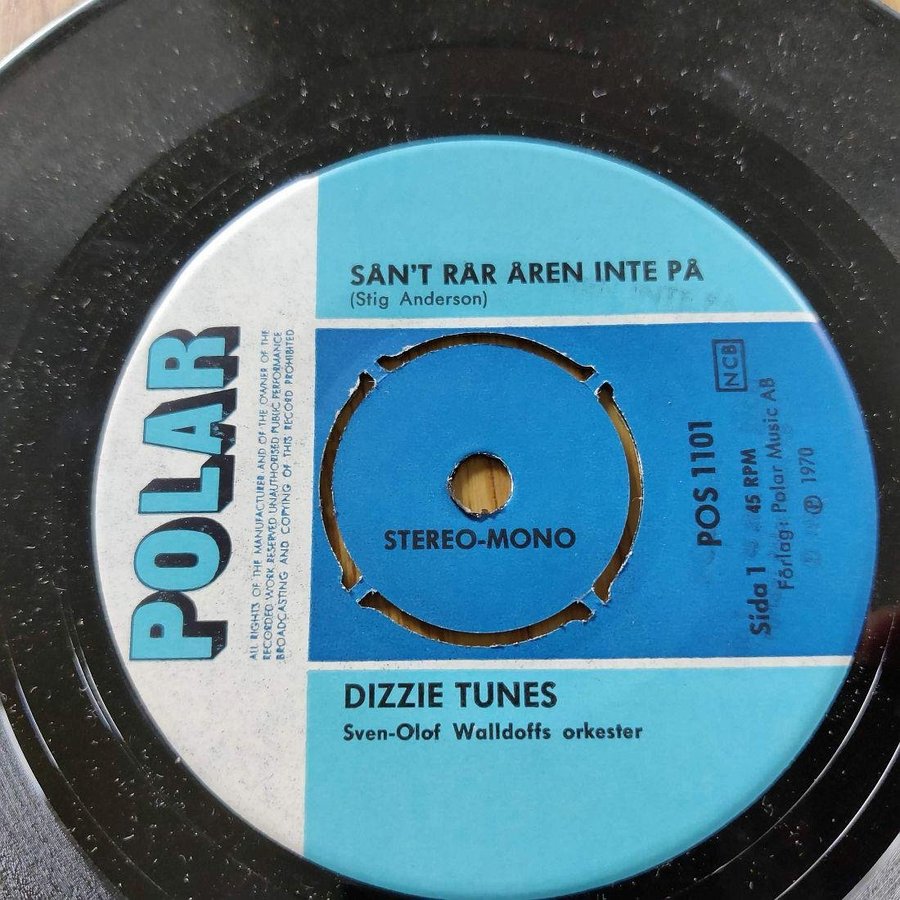 SÅN'T RÅR ÅREN INTE PÅ
(Stig Anderson)
POLAR
ALL RIGHTS OF THE MANUFACTURER AND OF THE OWNER OF THE
RECORDED WORK RESERVED UNAUTHORISED PUBLIC PERFORMANCE
BROADCASTING AND COPYING OF THIS RECORD PROHIBITED
STEREO-MONO
NCB
POS 1101
Sida 1 45 RPM
Förlag: Polar Music AB
℗ 1970
DIZZIE TUNES
Sven-Olof Walldoffs orkester